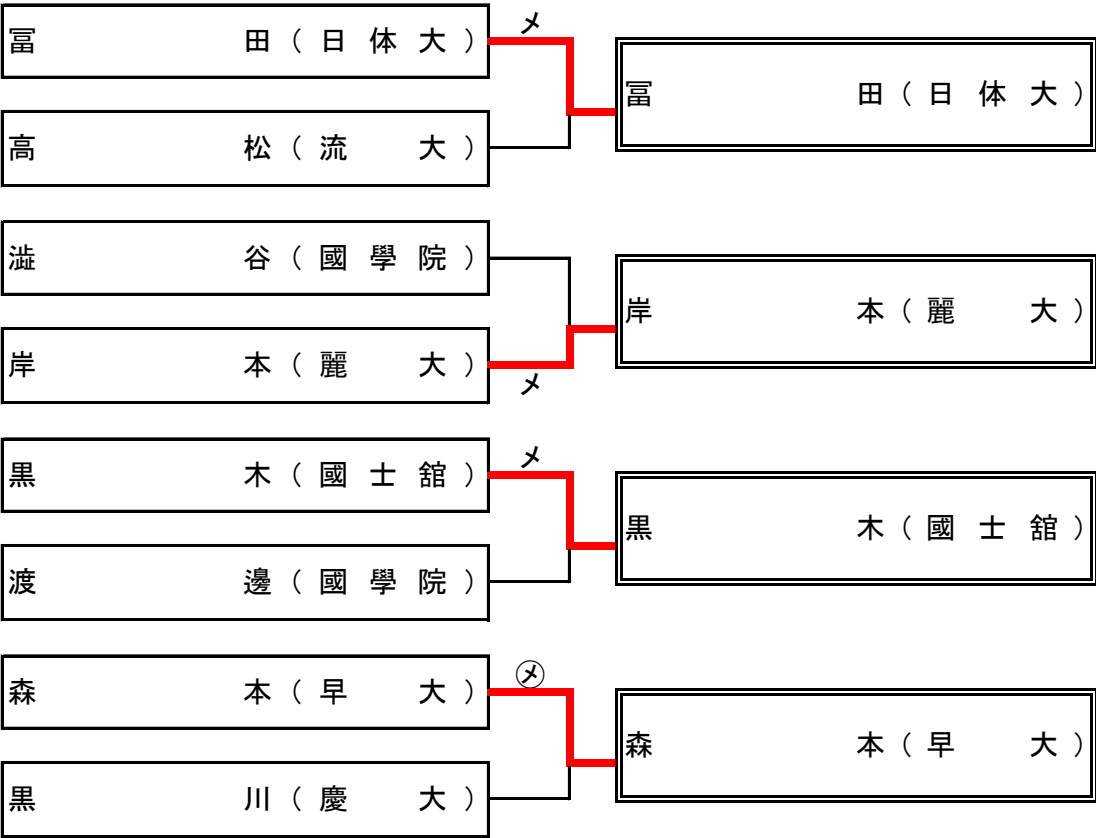 冨田(日体大)
メ
冨田(日体大)
高松(流大)
澁谷(國學院)
岸本(麗大)
岸本(麗大)
メ
黒木(國士舘)
メ
黒木(國士舘)
渡邊(國學院)
森本(早大)
㋱
森本(早大)
黒川(慶大)